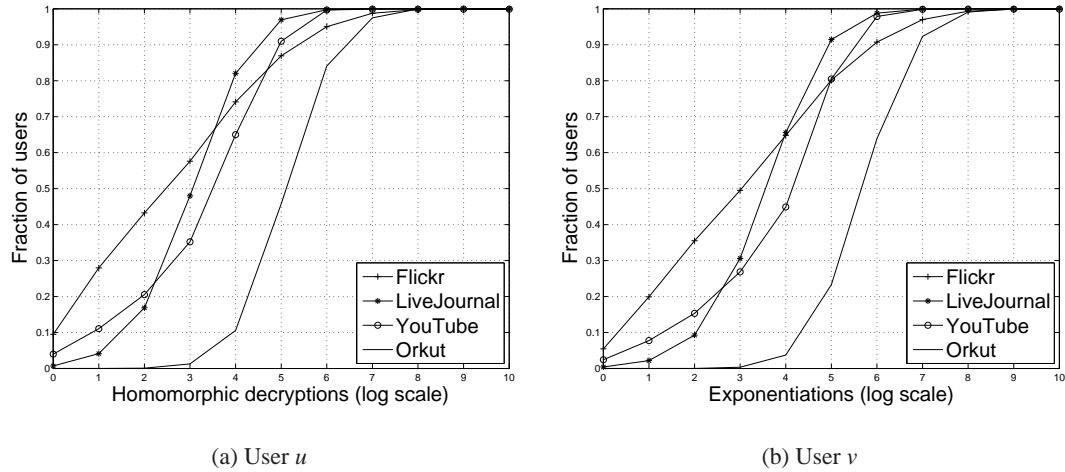 1
0.9
0.8
0.7
0.6
0.5
0.4
0.3
0.2
0.1
0
Fraction of users
Flickr
LiveJournal
YouTube
Orkut
0 1 2 3 4 5 6 7 8 9 10
Homomorphic decryptions (log scale)
(a) User u
1
0.9
0.8
0.7
0.6
0.5
0.4
0.3
0.2
0.1
0
Fraction of users
Flickr
LiveJournal
YouTube
Orkut
0 1 2 3 4 5 6 7 8 9 10
Exponentiations (log scale)
(b) User v